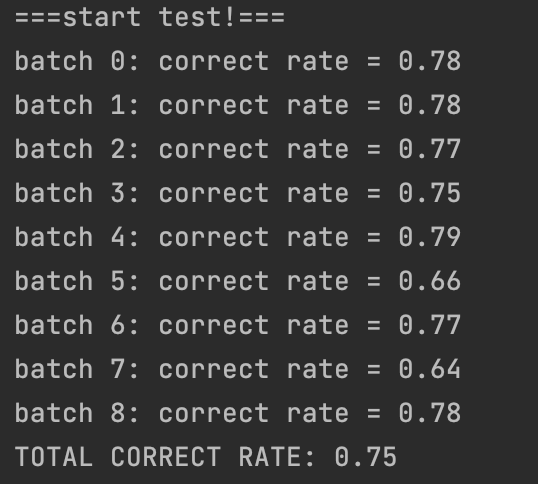 ===start test!===
batch 0: correct rate = 0.78
batch 1: correct rate = 0.78
batch 2: correct rate = 0.77
batch 3: correct rate = 0.75
batch 4: correct rate = 0.79
batch 5: correct rate = 0.66
batch 6: correct rate = 0.77
batch 7: correct rate = 0.64
batch 8: correct rate = 0.78
TOTAL CORRECT RATE: 0.75